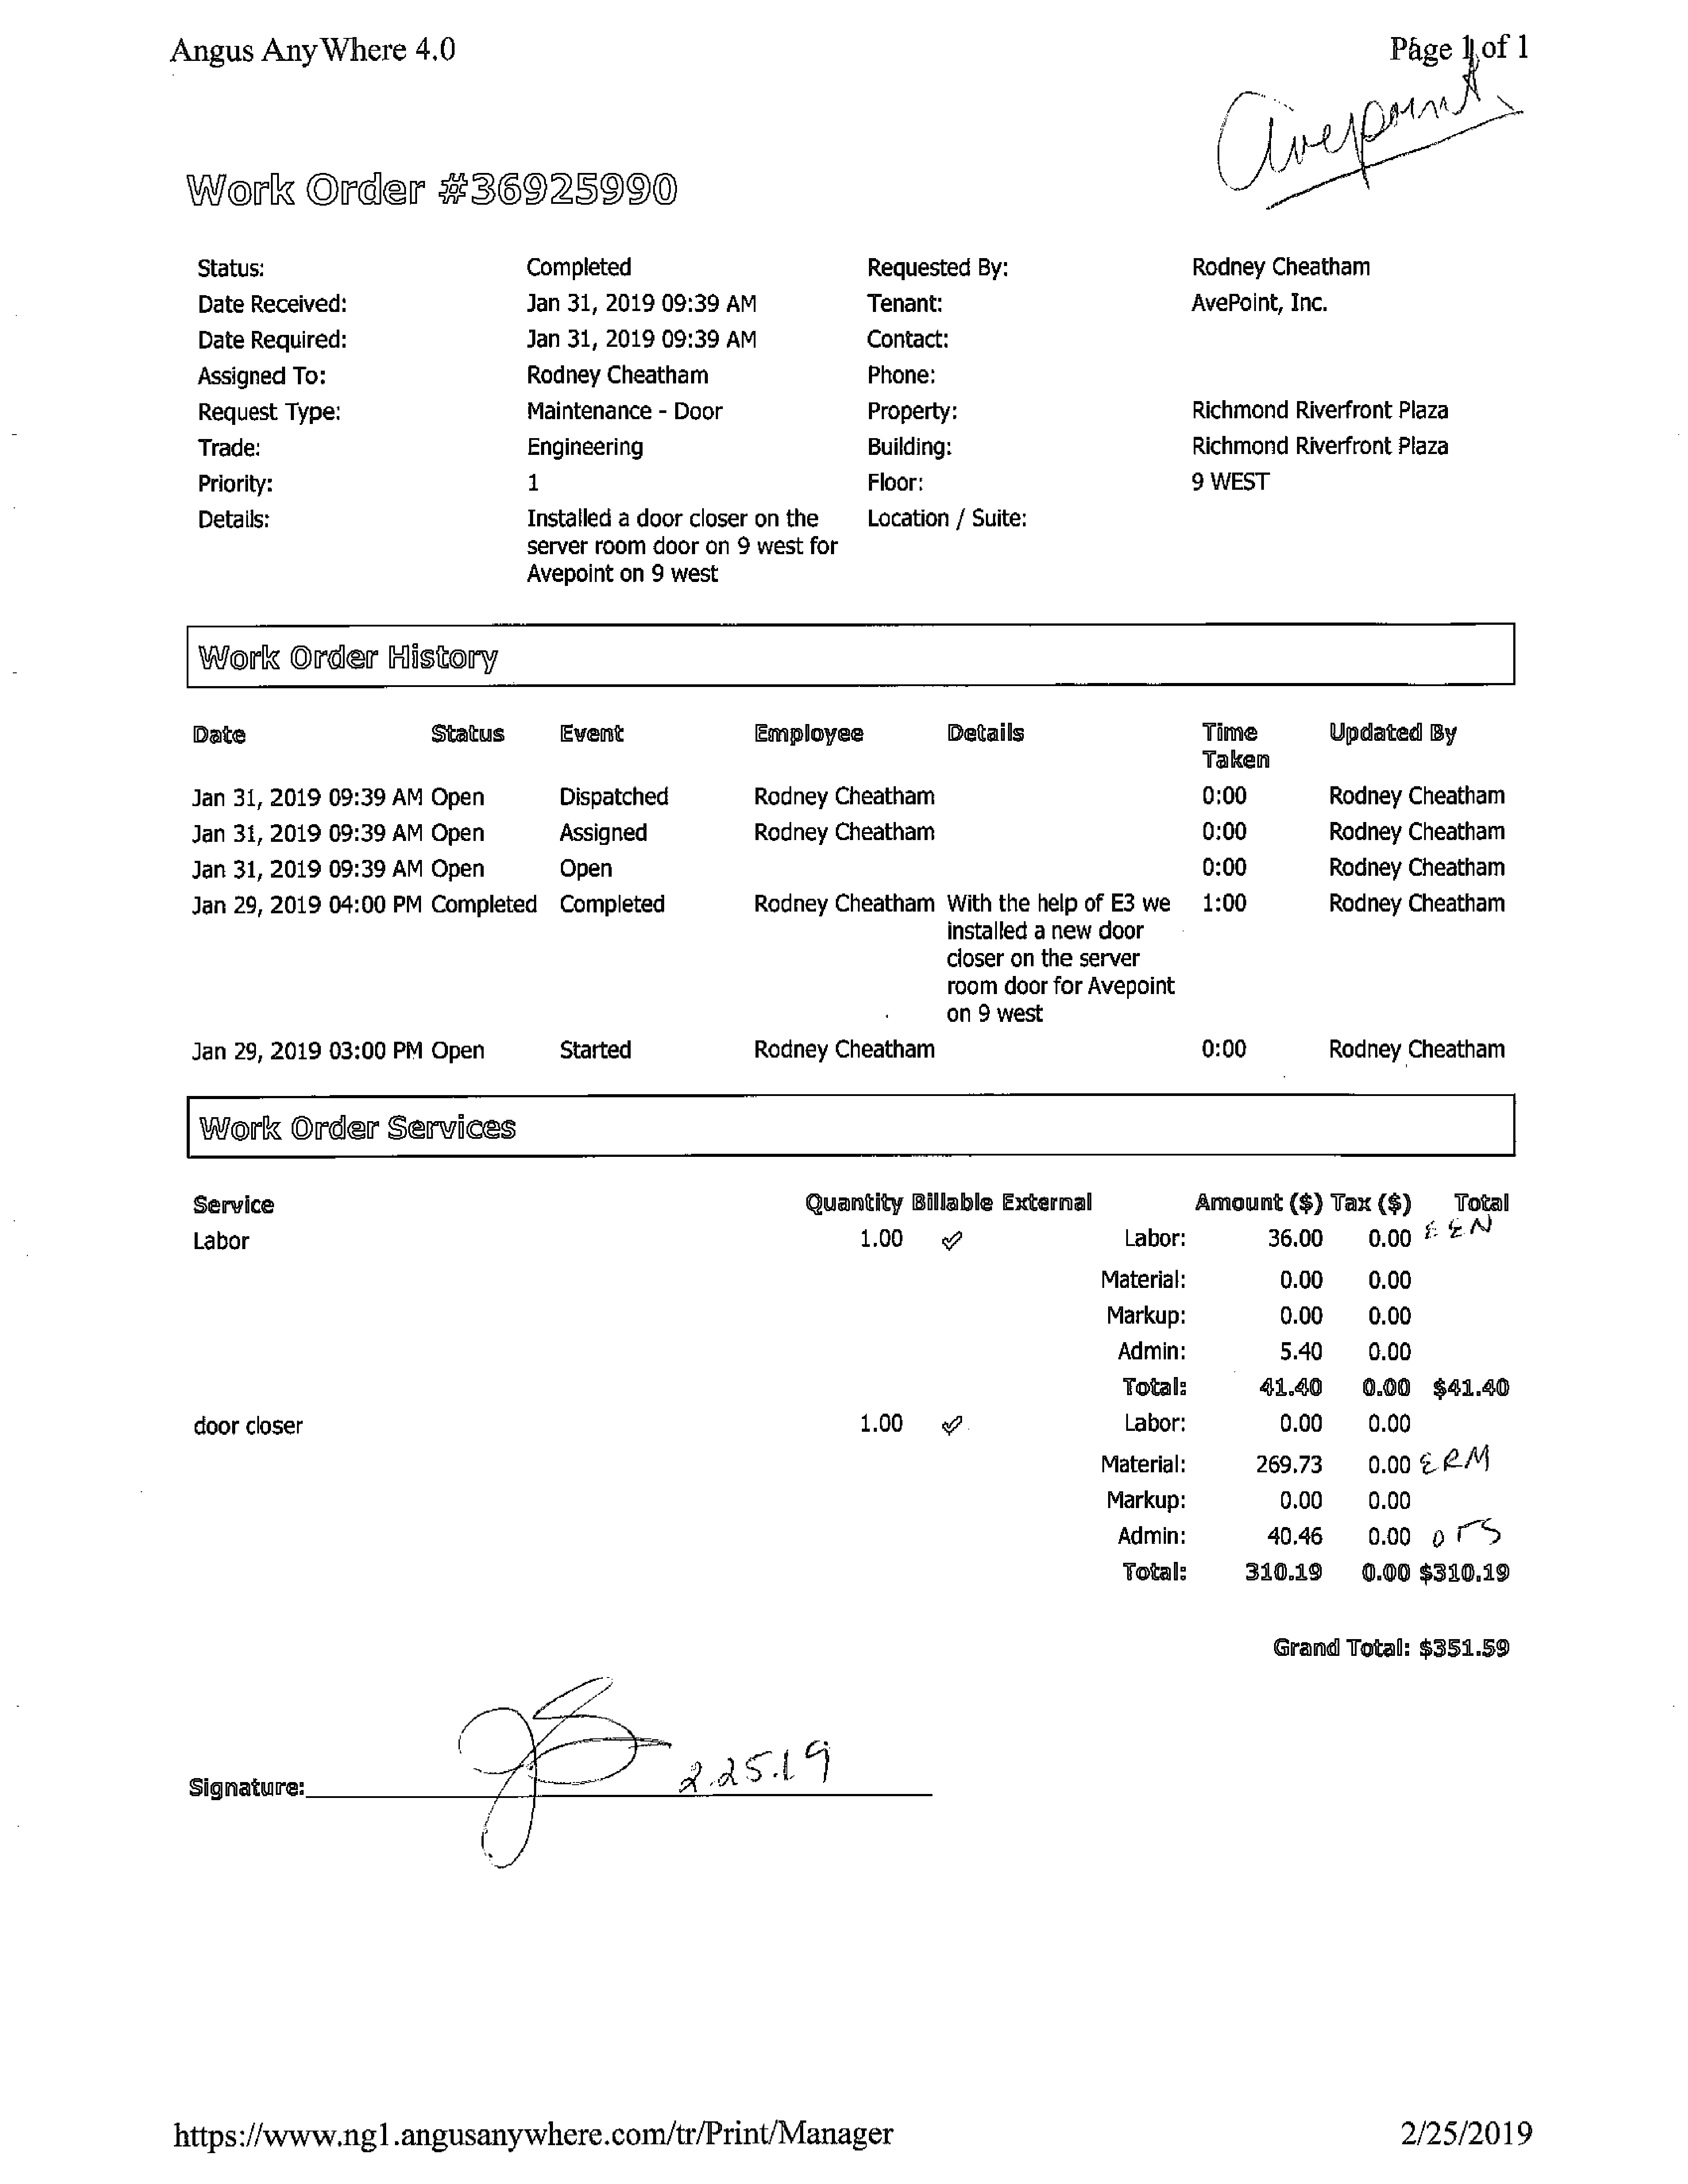 Angus AnyWhere 4.0 Page 1 of 1
Avepoint
Work Order #36925990
Status: Completed Requested By: Rodney Cheatham
Date Received: Jan 31, 2019 09:39 AM Tenant: AvePoint, Inc.
Date Required: Jan 31, 2019 09:39 AM Contact:
Assigned To: Rodney Cheatham Phone:
Request Type: Maintenance - Door Property: Richmond Riverfront Plaza
Trade: Engineering Building: Richmond Riverfront Plaza
Priority: 1 Floor: 9 WEST
Details: Installed a door closer on the Location / Suite:
server room door on 9 west for
Avepoint on 9 west
Work Order History
Date Status Event Employee Details Time Updated By
Taken
Jan 31, 2019 09:39 AM Open Dispatched Rodney Cheatham 0:00 Rodney Cheatham
Jan 31, 2019 09:39 AM Open Assigned Rodney Cheatham 0:00 Rodney Cheatham
Jan 31, 2019 09:39 AM Open Open 0:00 Rodney Cheatham
Jan 29, 2019 04:00 PM Completed Completed Rodney Cheatham With the help of E3 we 1:00 Rodney Cheatham
installed a new door
closer on the server
room door for Avepoint
on 9 west
Jan 29, 2019 03:00 PM Open Started Rodney Cheatham 0:00 Rodney Cheatham
Work Order Services
Service Quantity Billable External Amount ($) Tax ($) Total
Labor 1.00 ✓ Labor: 36.00 0.00 EEN
Material: 0.00 0.00
Markup: 0.00 0.00
Admin: 5.40 0.00
Total: 41.40 0.00 $41.40
door closer 1.00 ✓ Labor: 0.00 0.00
Material: 269.73 0.00 ERM
Markup: 0.00 0.00
Admin: 40.46 0.00
Total: 310.19 0.00 $310.19
Grand Total: $351.59
Signature: 2.25.19
https://www.ng1.angusanywhere.com/tr/Print/Manager 2/25/2019